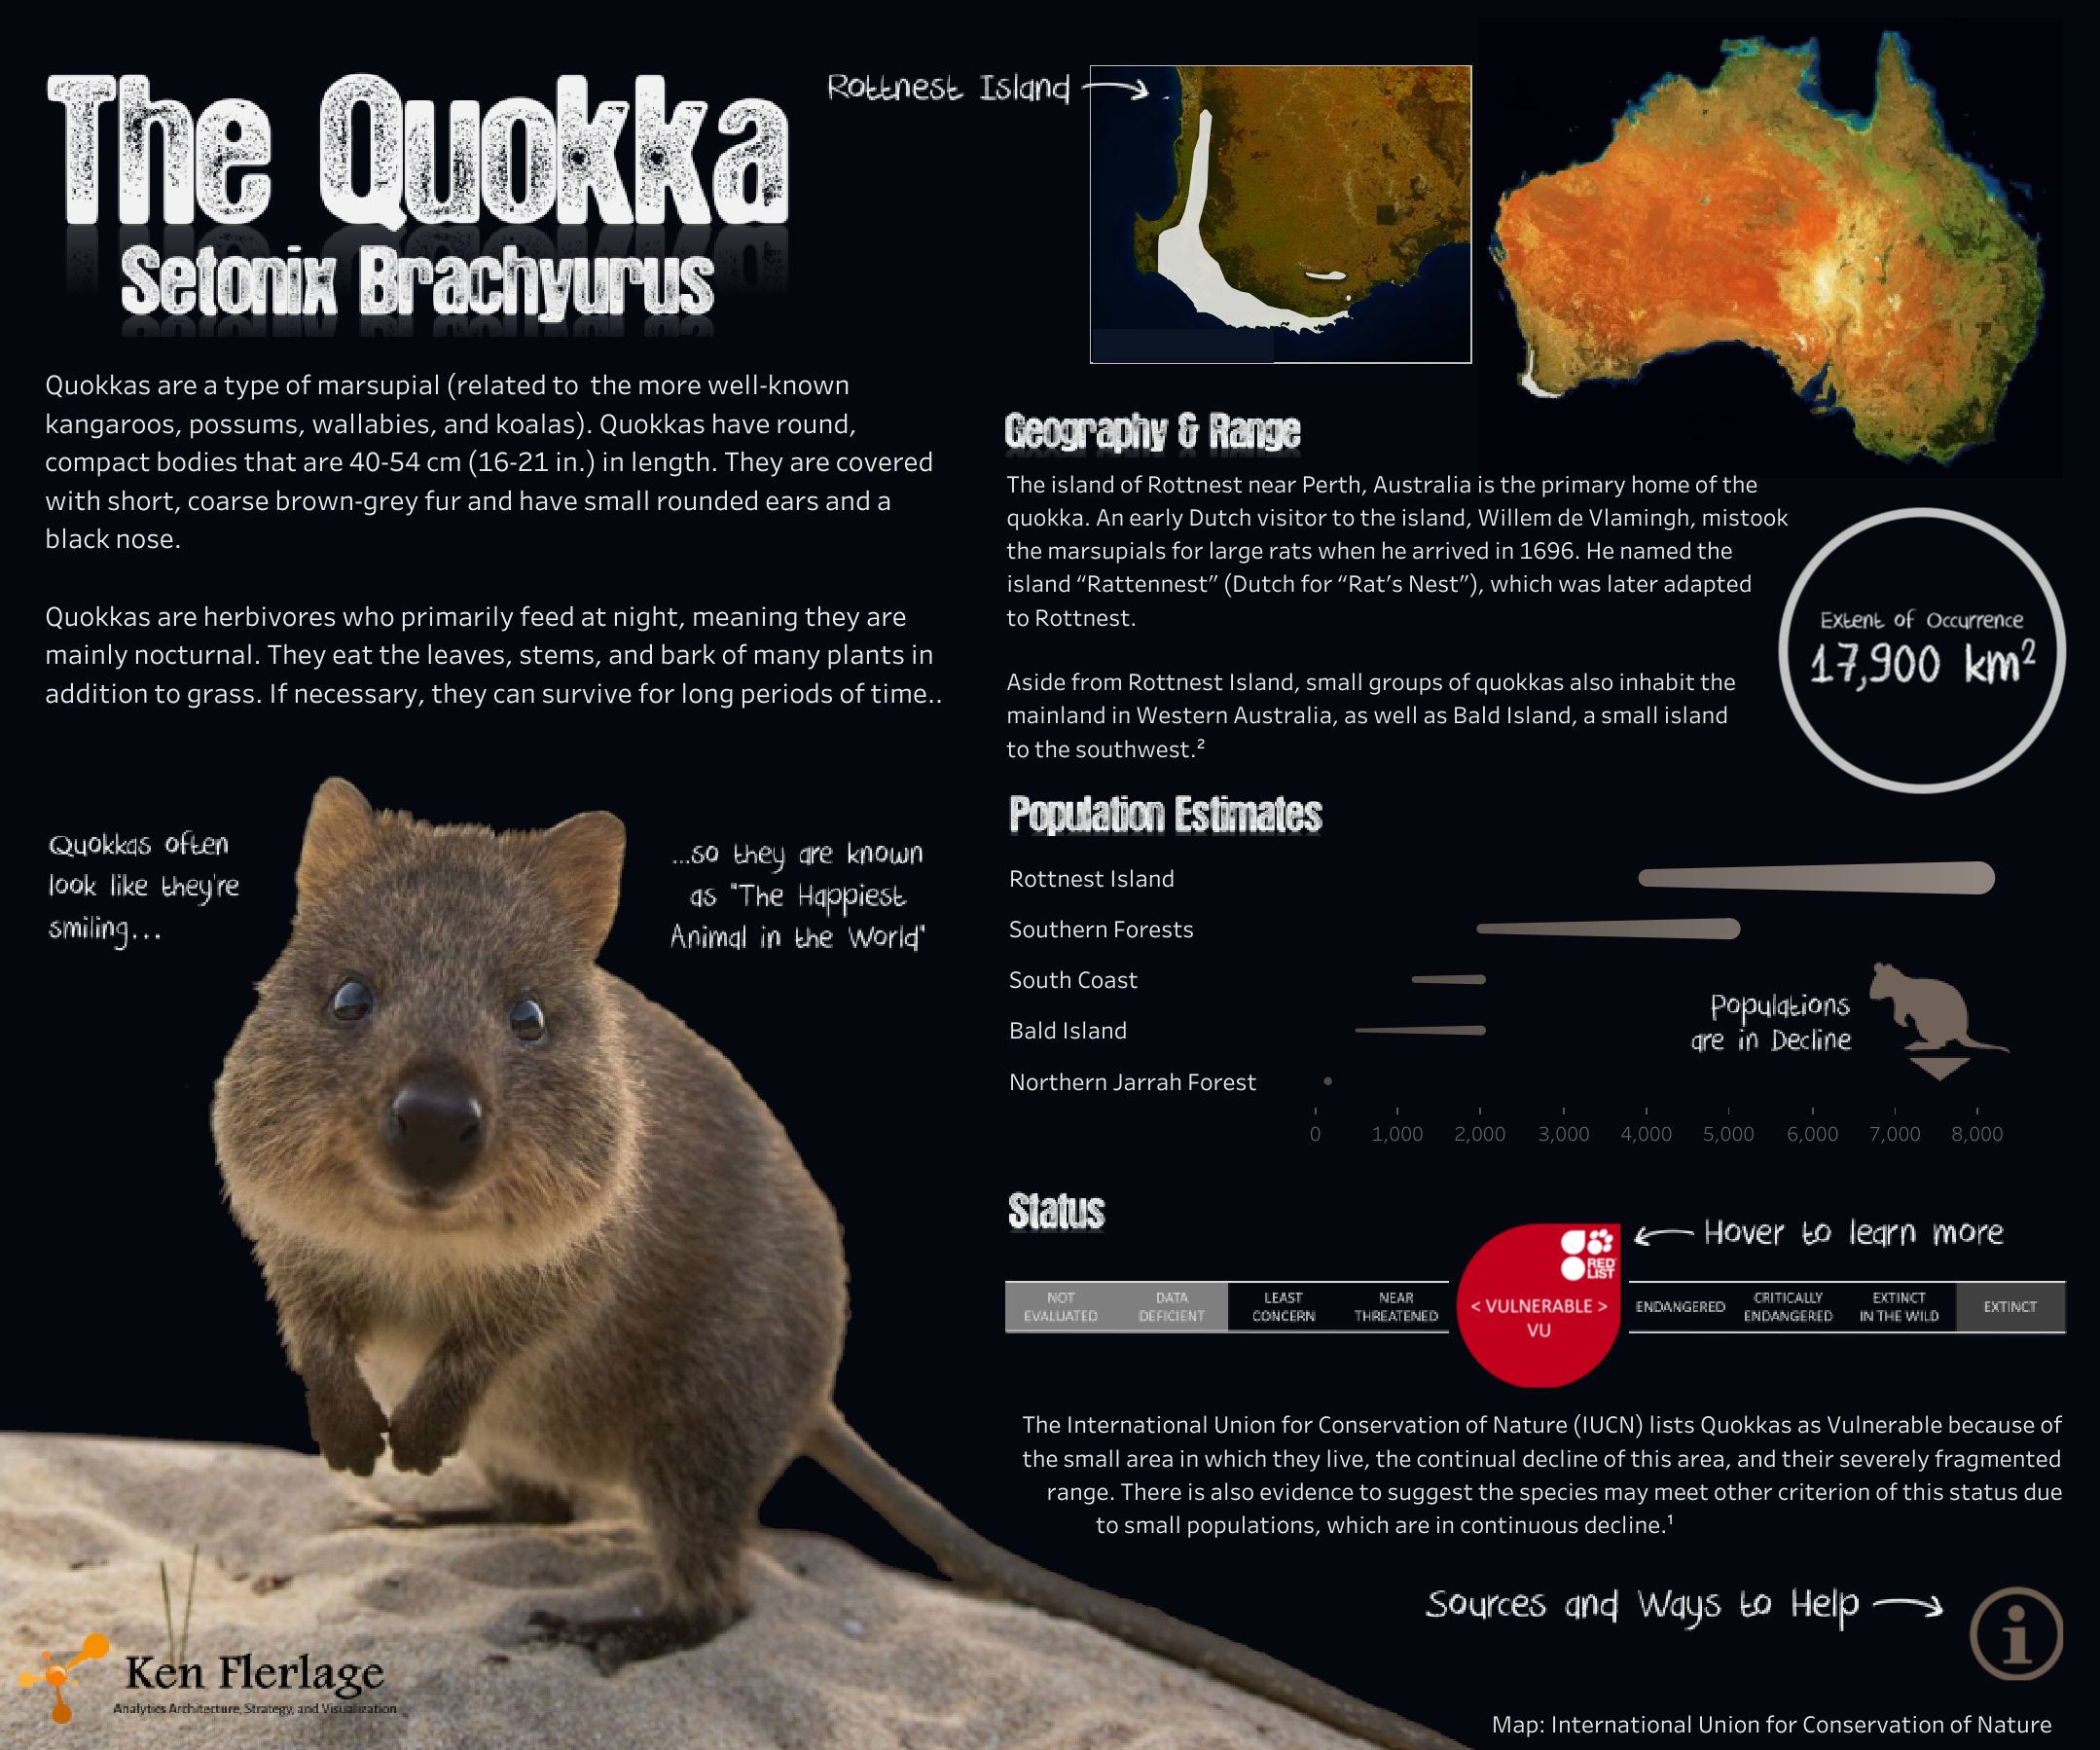 The Quokka
Setonix Brachyurus
Quokkas are a type of marsupial (related to  the more well-known
kangaroos, possums, wallabies, and koalas). Quokkas have round,
compact bodies that are 40-54 cm (16-21 in.) in length. They are covered
with short, coarse brown-grey fur and have small rounded ears and a
black nose.
Quokkas are herbivores who primarily feed at night, meaning they are
mainly nocturnal. They eat the leaves, stems, and bark of many plants in
addition to grass. If necessary, they can survive for long periods of time..
Quokkas often
look like they're
smiling...
...so they are known
as "The Happiest
Animal in the World"
Ken Flerlage
Analytics Architecture, Strategy, and Visualization
Rottnest Island
Geography & Range
The island of Rottnest near Perth, Australia is the primary home of the
quokka. An early Dutch visitor to the island, Willem de Vlamingh, mistook
the marsupials for large rats when he arrived in 1696. He named the
island “Rattennest” (Dutch for “Rat’s Nest”), which was later adapted
to Rottnest.
Aside from Rottnest Island, small groups of quokkas also inhabit the
mainland in Western Australia, as well as Bald Island, a small island
to the southwest.²
Extent of Occurrence
17,900 km²
Population Estimates
Rottnest Island
Southern Forests
South Coast
Bald Island
Northern Jarrah Forest
Populations
are in Decline
0 1,000 2,000 3,000 4,000 5,000 6,000 7,000 8,000
Status
Hover to learn more
RED
LIST
NOT
EVALUATED
DATA
DEFICIENT
LEAST
CONCERN
NEAR
THREATENED
< VULNERABLE >
VU
ENDANGERED
CRITICALLY
ENDANGERED
EXTINCT
IN THE WILD
EXTINCT
The International Union for Conservation of Nature (IUCN) lists Quokkas as Vulnerable because of
the small area in which they live, the continual decline of this area, and their severely fragmented
range. There is also evidence to suggest the species may meet other criterion of this status due
to small populations, which are in continuous decline.¹
Sources and Ways to Help
i
Map: International Union for Conservation of Nature